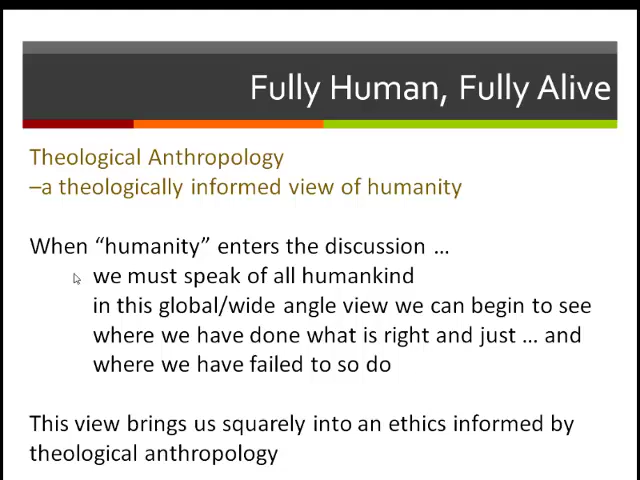 Fully Human, Fully Alive
Theological Anthropology
–a theologically informed view of humanity
When “humanity” enters the discussion …
we must speak of all humankind
in this global/wide angle view we can begin to see
where we have done what is right and just … and
where we have failed to so do
This view brings us squarely into an ethics informed by
theological anthropology